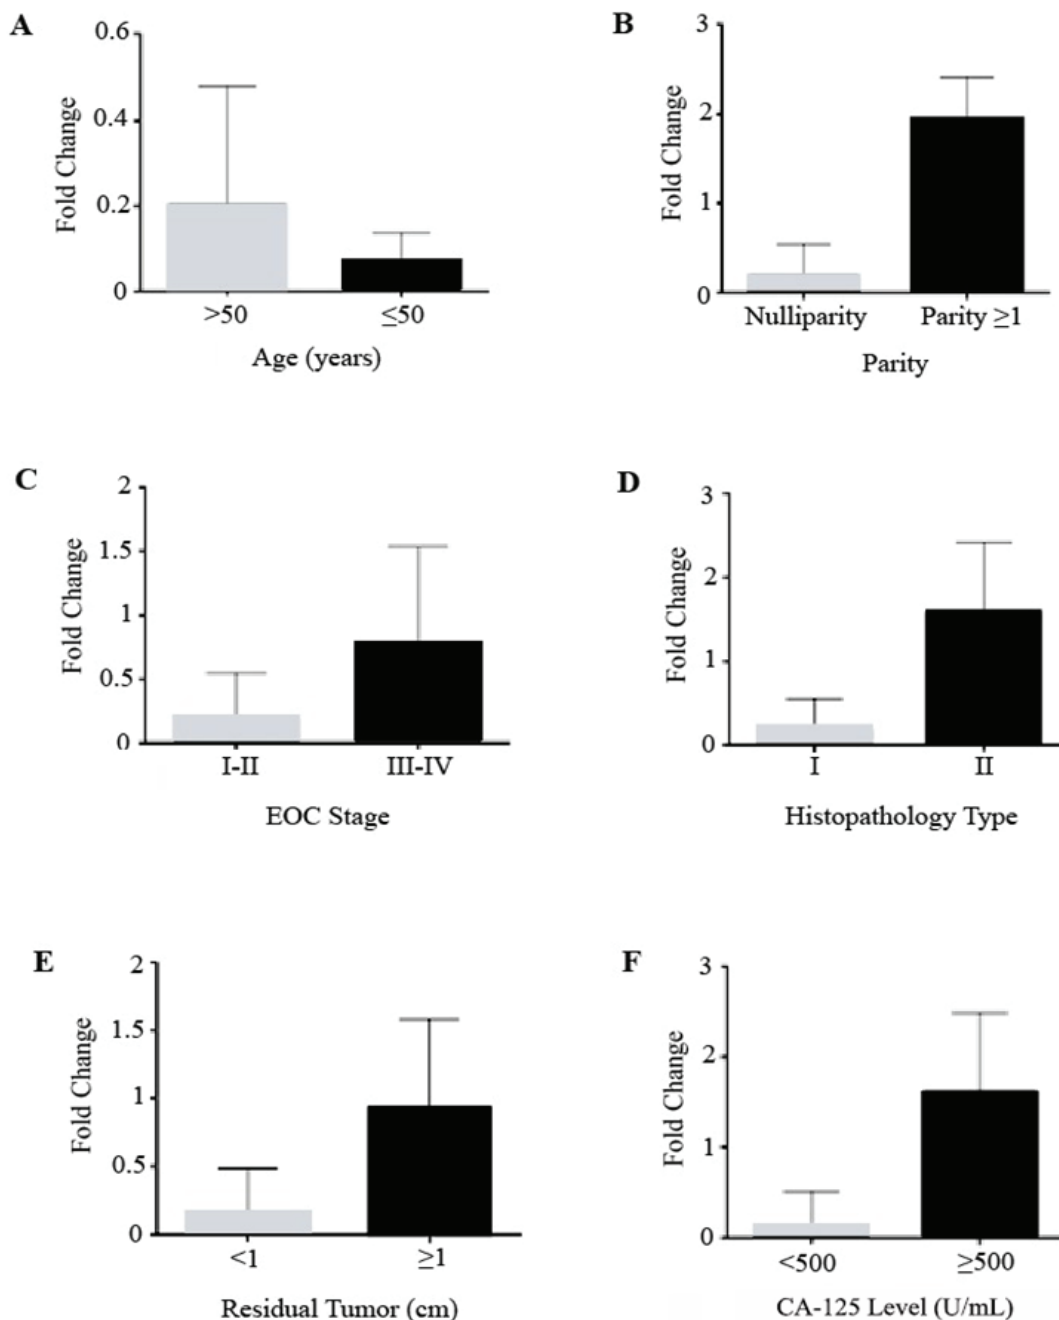 A
Fold Change
0.6
0.4
0.2
0
>50
≤50
Age (years)
B
Fold Change
3
2
1
0
Nulliparity
Parity ≥1
Parity
C
Fold Change
2
1.5
1
0.5
0
I-II
III-IV
EOC Stage
D
Fold Change
3
2
1
0
I
II
Histopathology Type
E
Fold Change
2
1.5
1
0.5
0
<1
≥1
Residual Tumor (cm)
F
Fold Change
3
2
1
0
<500
≥500
CA-125 Level (U/mL)